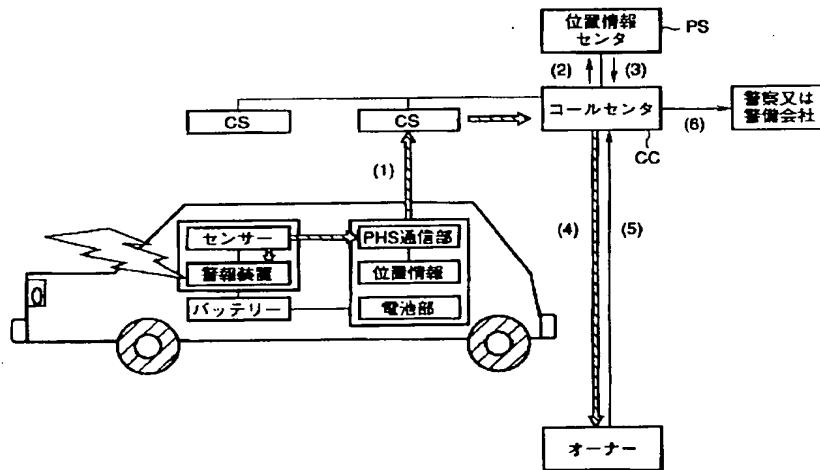 位置情報
センタ
PS
(2)
(3)
CS
CS
コールセンタ
(6)
警察又は
警備会社
CC
(1)
(4)
(5)
センサー
PHS通信部
警報装置
位置情報
バッテリー
電池部
オーナー